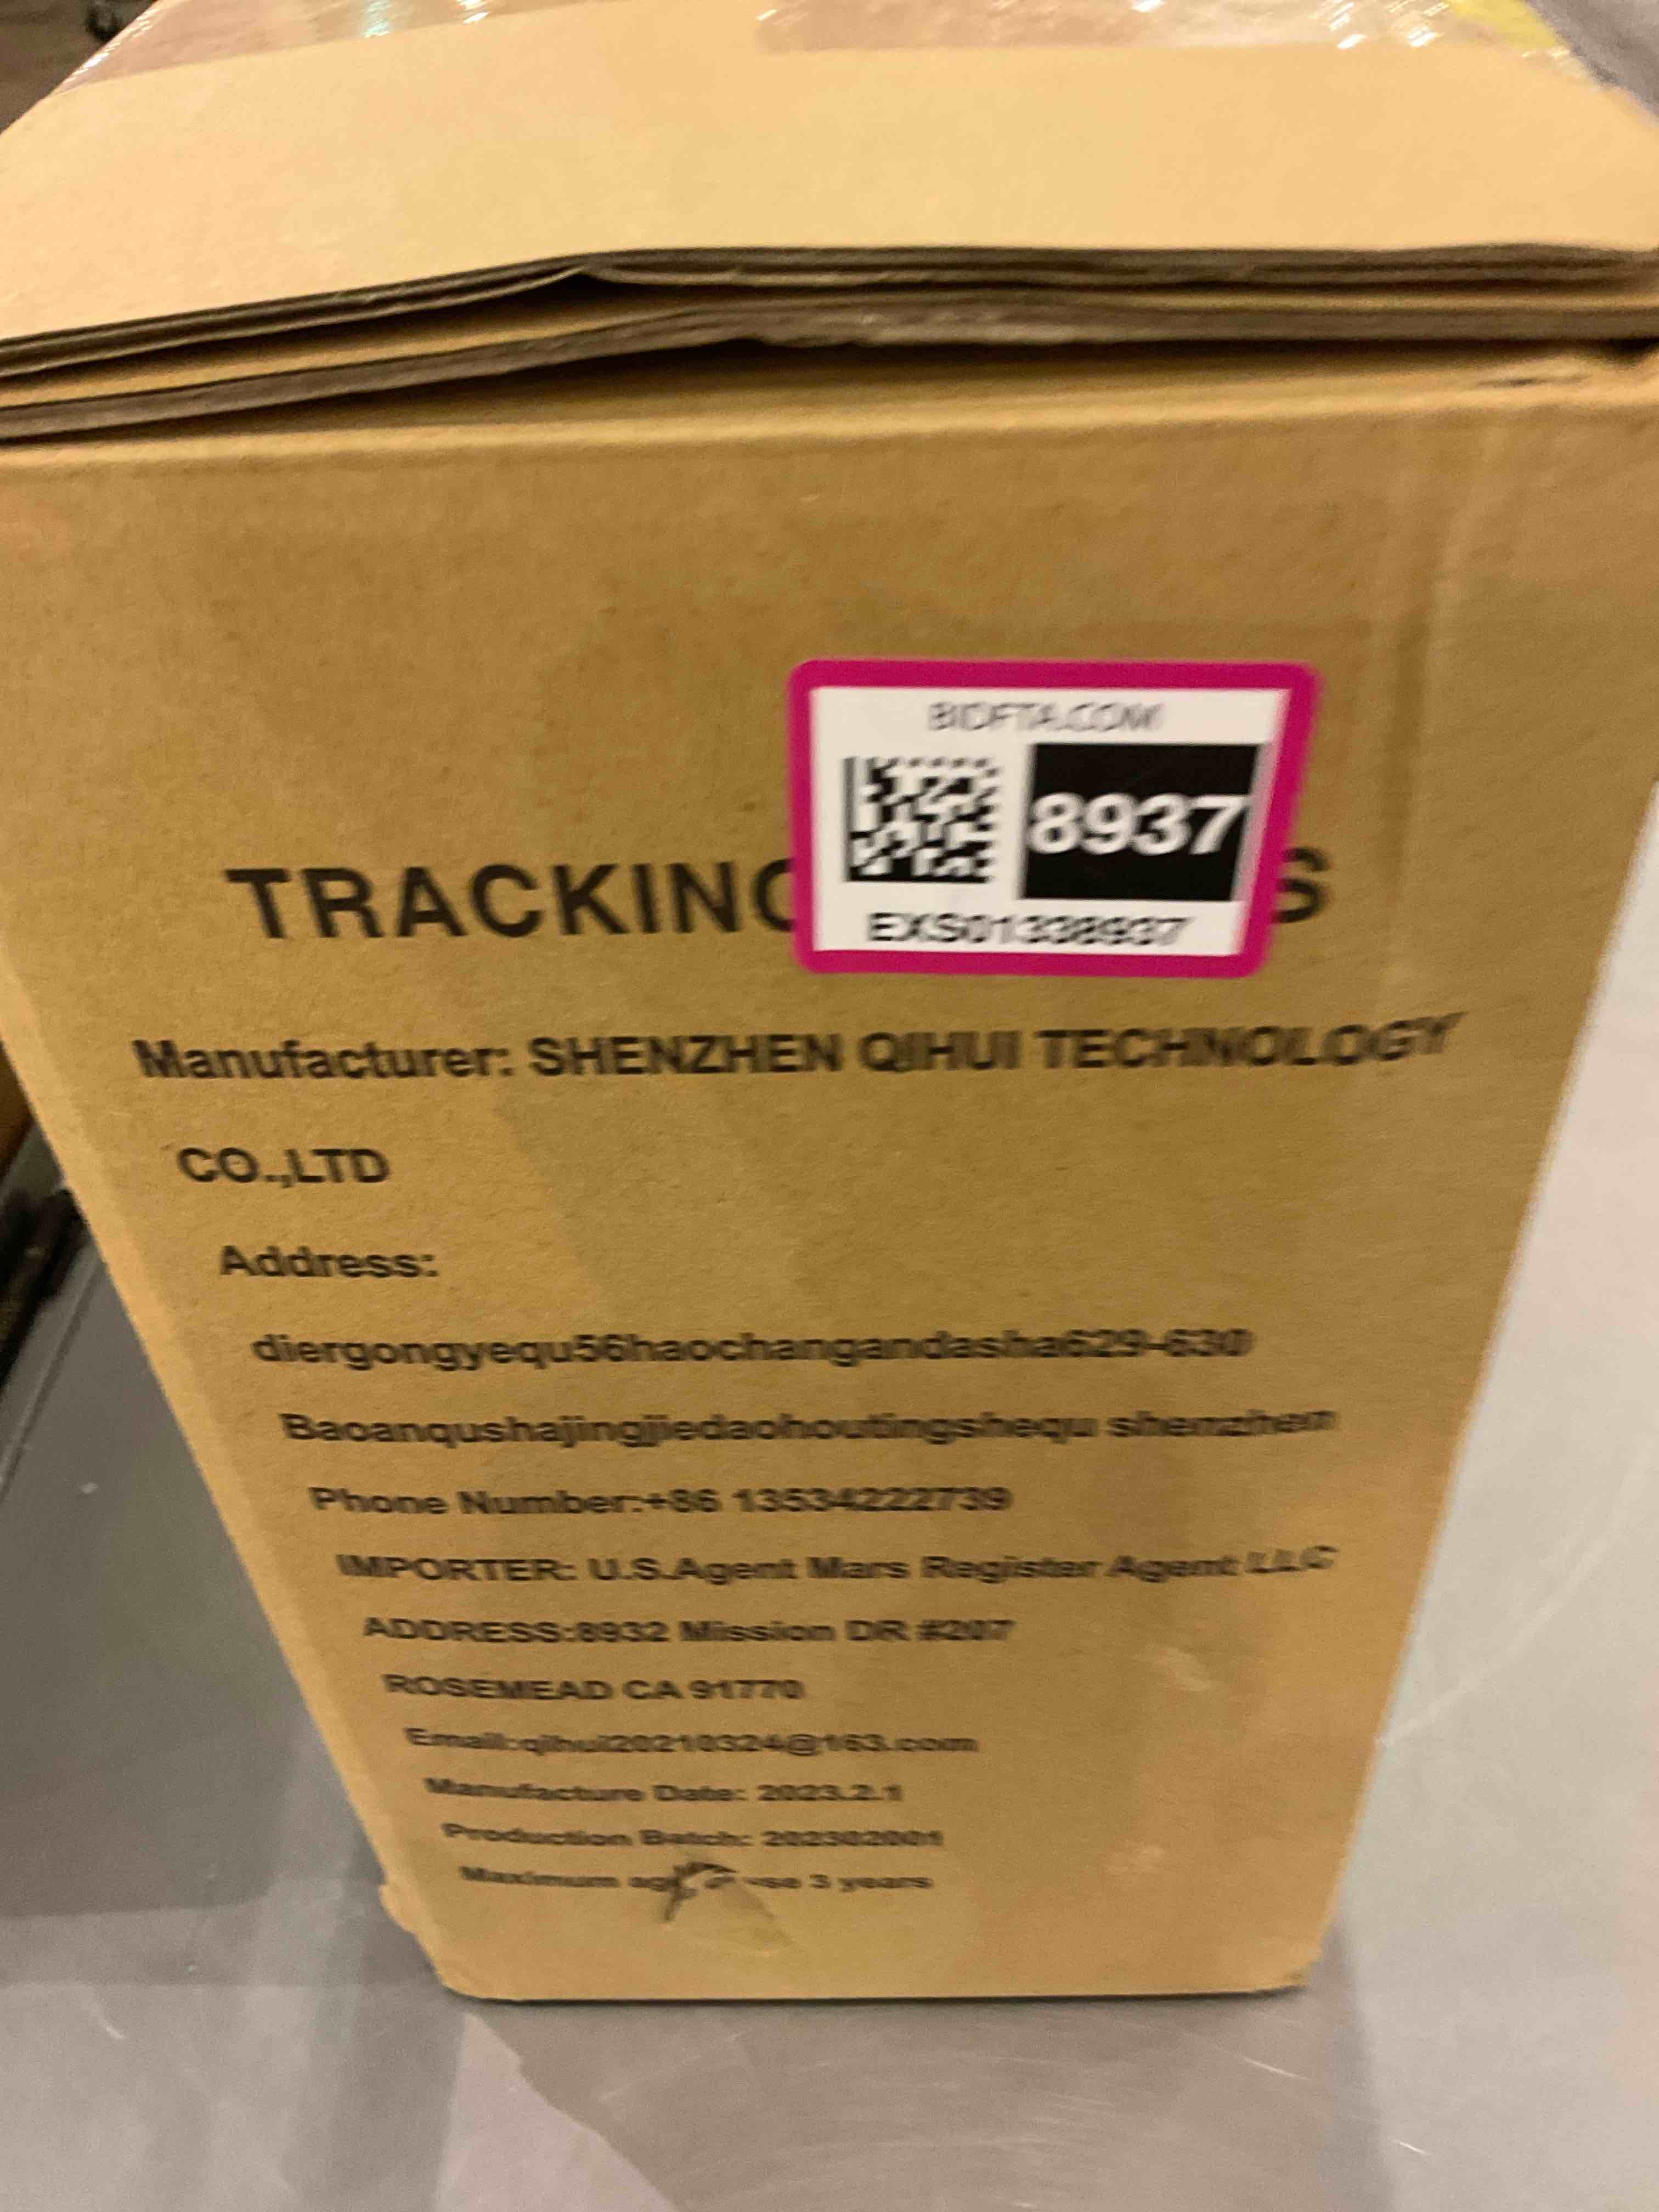 BIDFTA.COM
8937
EXS01338937
TRACKING
Manufacturer: SHENZHEN QIHUI TECHNOLOGY
CO.,LTD
Address:
diergongyequ56haochangandasha629-630
Baoanqushajingjiedaohoutingshequ shenzhen
Phone Number:+86 13534222739
IMPORTER: U.S.Agent Mars Register Agent LLC
ADDRESS:8932 Mission DR #207
ROSEMEAD CA 91770
Email:qihui20210324@163.com
Manufacture Date: 2023.2.1
Production Batch: 202302001
Maximum 3 years